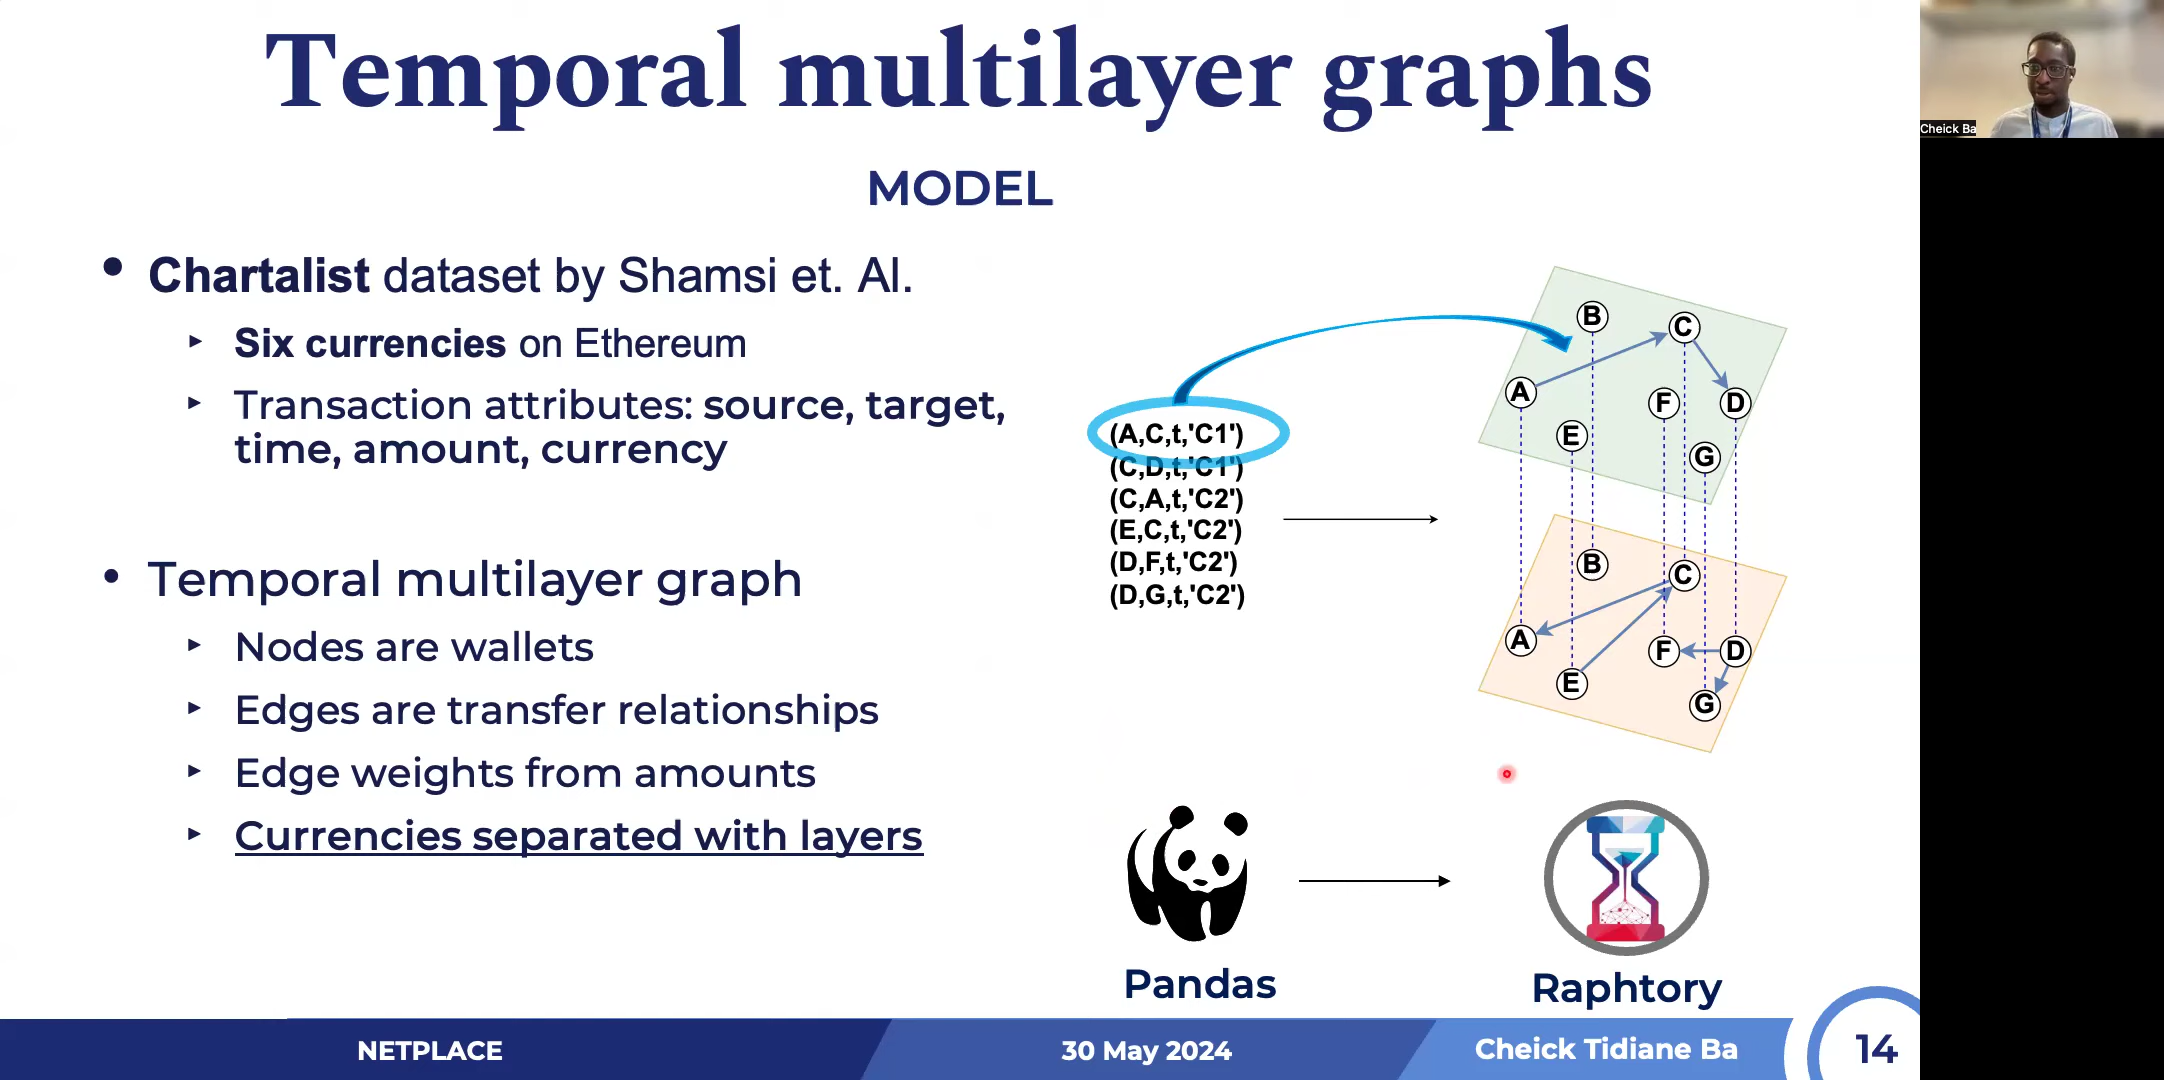 Temporal multilayer graphs
MODEL
• Chartalist dataset by Shamsi et. Al.
‣ Six currencies on Ethereum
‣ Transaction attributes: source, target,
time, amount, currency
• Temporal multilayer graph
‣ Nodes are wallets
‣ Edges are transfer relationships
‣ Edge weights from amounts
‣ Currencies separated with layers
(A,C,t,'C1')
(C,D,t,'C1')
(C,A,t,'C2')
(E,C,t,'C2')
(D,F,t,'C2')
(D,G,t,'C2')
B
C
A
F
D
E
G
B
C
A
F
D
E
G
Pandas
Raphtory
NETPLACE
30 May 2024
Cheick Tidiane Ba
14
Cheick Ba